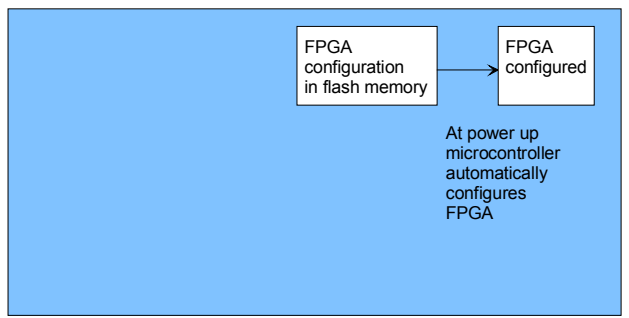 FPGA
configuration
in flash memory
FPGA
configured
At power up
microcontroller
automatically
configures
FPGA